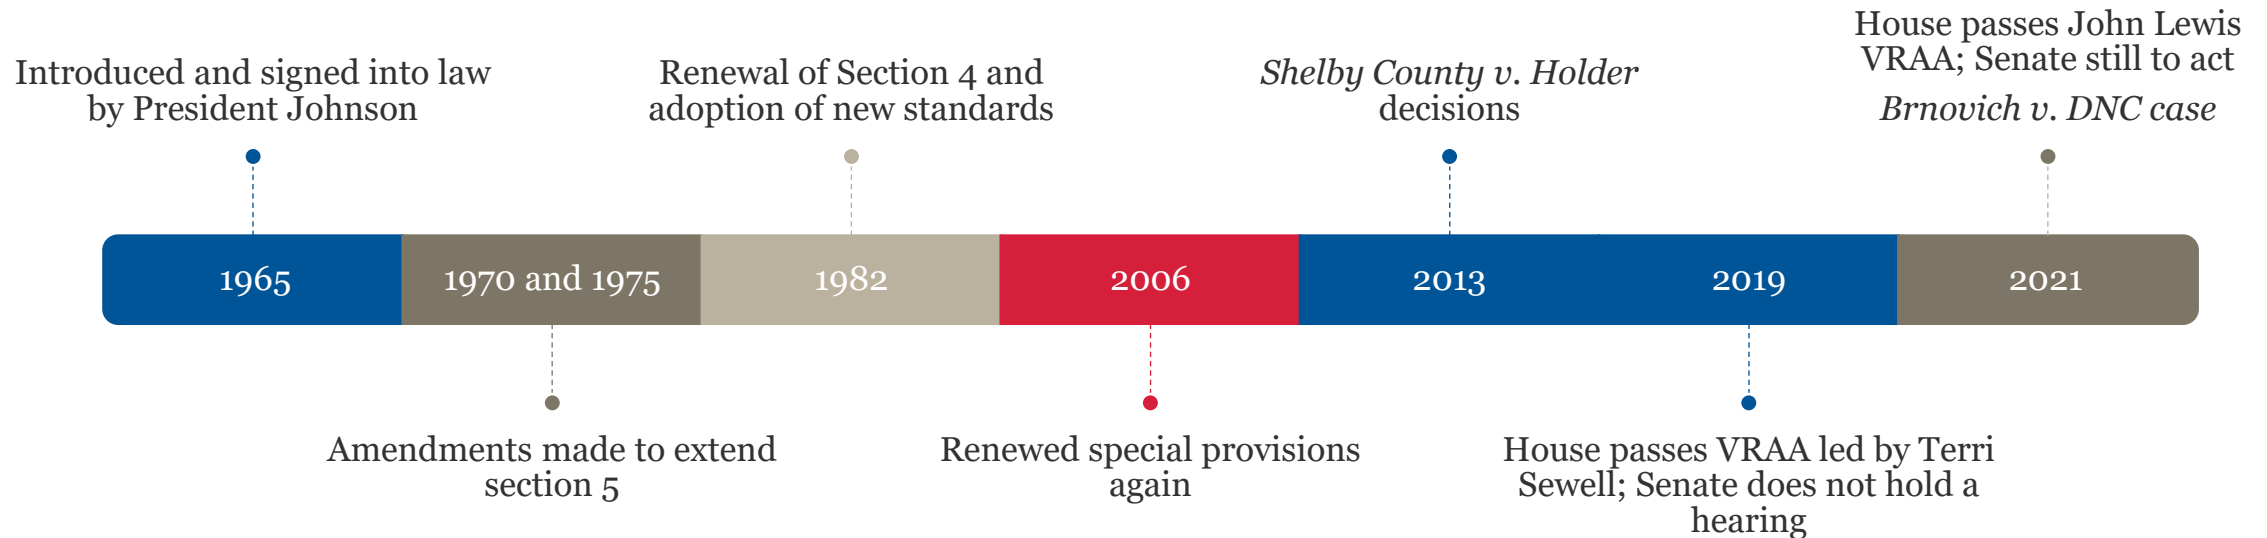 Introduced and signed into law
by President Johnson
Renewal of Section 4 and
adoption of new standards
Shelby County v. Holder
decisions
House passes John Lewis
VRAA; Senate still to act
Brnovich v. DNC case
1965
1970 and 1975
1982
2006
2013
2019
2021
Amendments made to extend
section 5
Renewed special provisions
again
House passes VRAA led by Terri
Sewell; Senate does not hold a
hearing